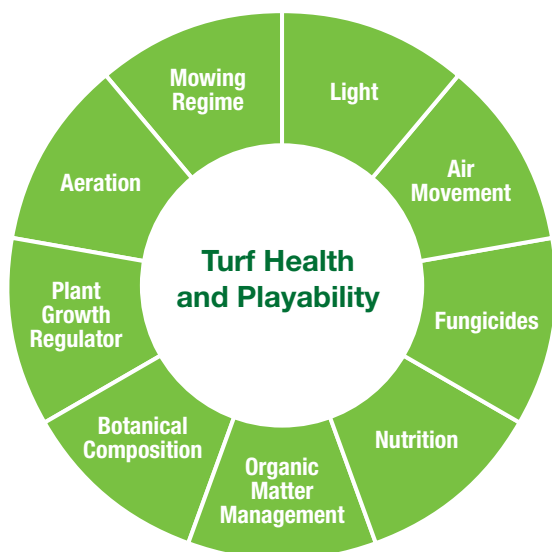 Turf Health
and Playability
Light
Air
Movement
Fungicides
Nutrition
Organic
Matter
Management
Botanical
Composition
Plant
Growth
Regulator
Aeration
Mowing
Regime